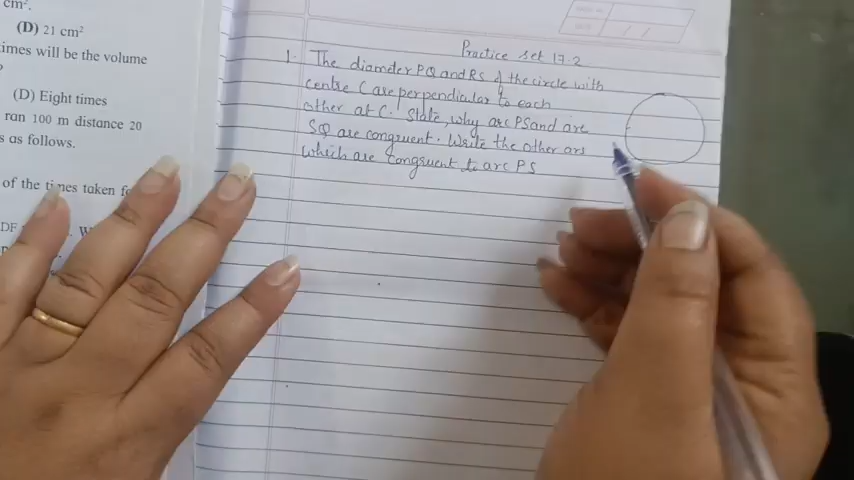 cm².
(D) 21 cm²
times will be the volume
?
(D) Eight times
ran 100 m distance 20
s as follows.
of the times taken
DF
Practice set 17.2
1. The diamder PQ and RS of the circle with
centre C are perpendicular to each
other at C. State, why arc PS and arc
SQ are congruent. Write the other ars
which are congruent to arc PS